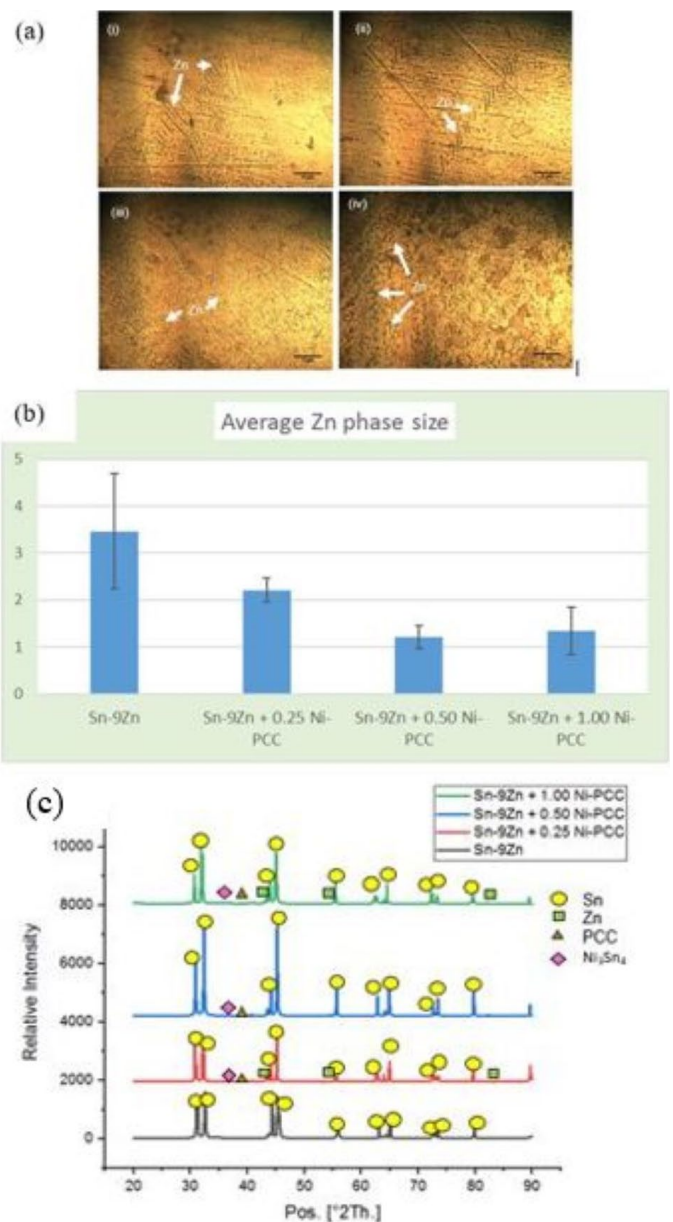 (a)
(i)
Zn
(ii)
Zn
(iii)
Zn
(iv)
Zn
(b)
Average Zn phase size
5
4
3
2
1
0
Sn-9Zn
Sn-9Zn + 0.25 Ni-
PCC
Sn-9Zn + 0.50 Ni-
PCC
Sn-9Zn + 1.00 Ni-
PCC
(c)
Sn-9Zn + 1.00 Ni-PCC
Sn-9Zn + 0.50 Ni-PCC
Sn-9Zn + 0.25 Ni-PCC
Sn-9Zn
Sn
Zn
PCC
Ni₃Sn₄
Relative Intensity
10000
8000
6000
4000
2000
0
20
30
40
50
60
70
80
90
Pos. [°2Th.]